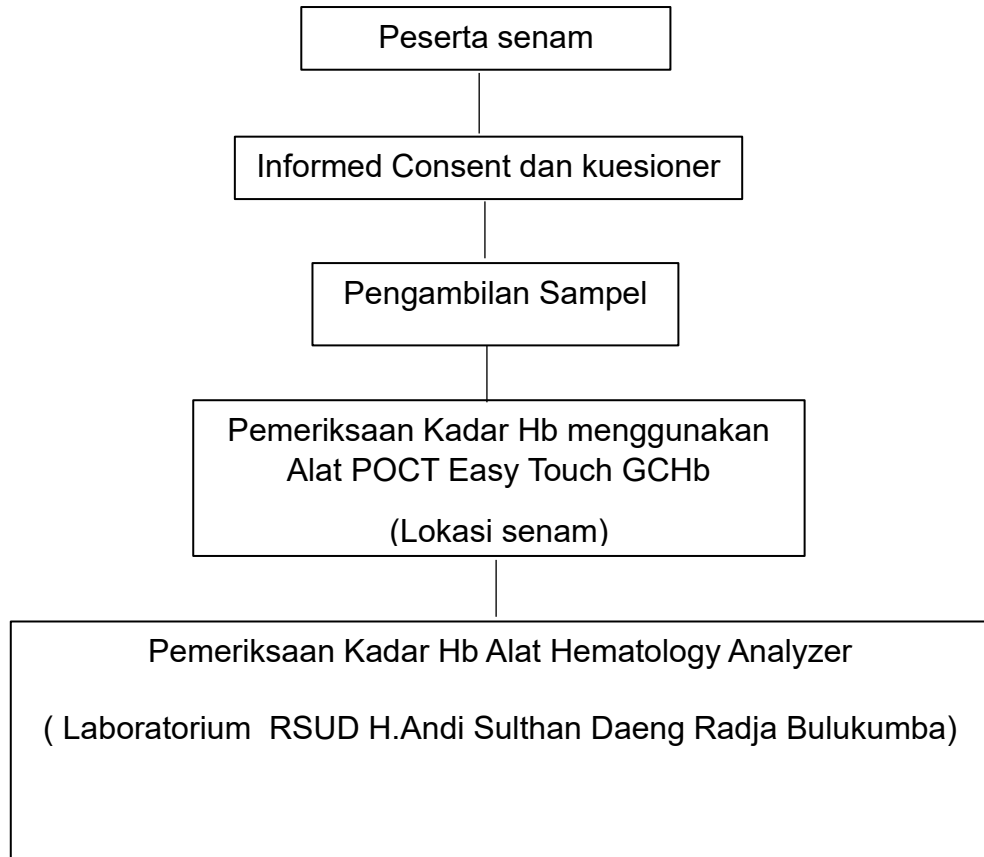 Peserta senam
Informed Consent dan kuesioner
Pengambilan Sampel
Pemeriksaan Kadar Hb menggunakan
Alat POCT Easy Touch GCHb
(Lokasi senam)
Pemeriksaan Kadar Hb Alat Hematology Analyzer
( Laboratorium RSUD H.Andi Sulthan Daeng Radja Bulukumba)